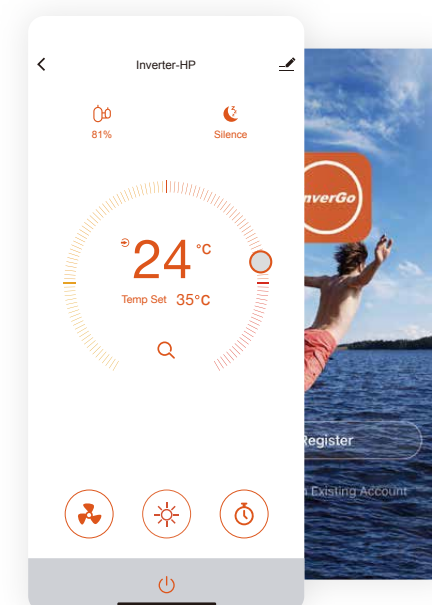 Inverter-HP
81%
Silence
24 °C
Temp Set 35°C
nverGo
Register
Existing Account